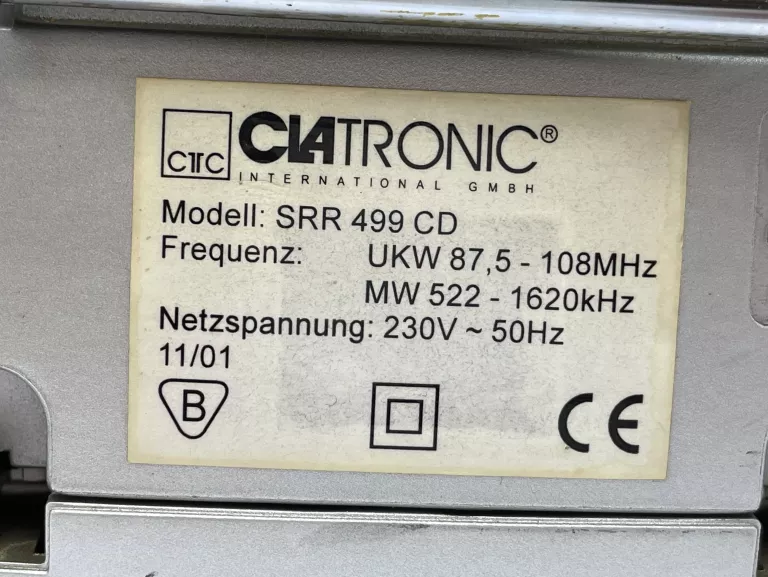 CTC CLATRONIC®
INTERNATIONAL GMBH
Modell: SRR 499 CD
Frequenz: UKW 87,5 - 108MHz
MW 522 - 1620kHz
Netzspannung: 230V ~ 50Hz
11/01
B CE